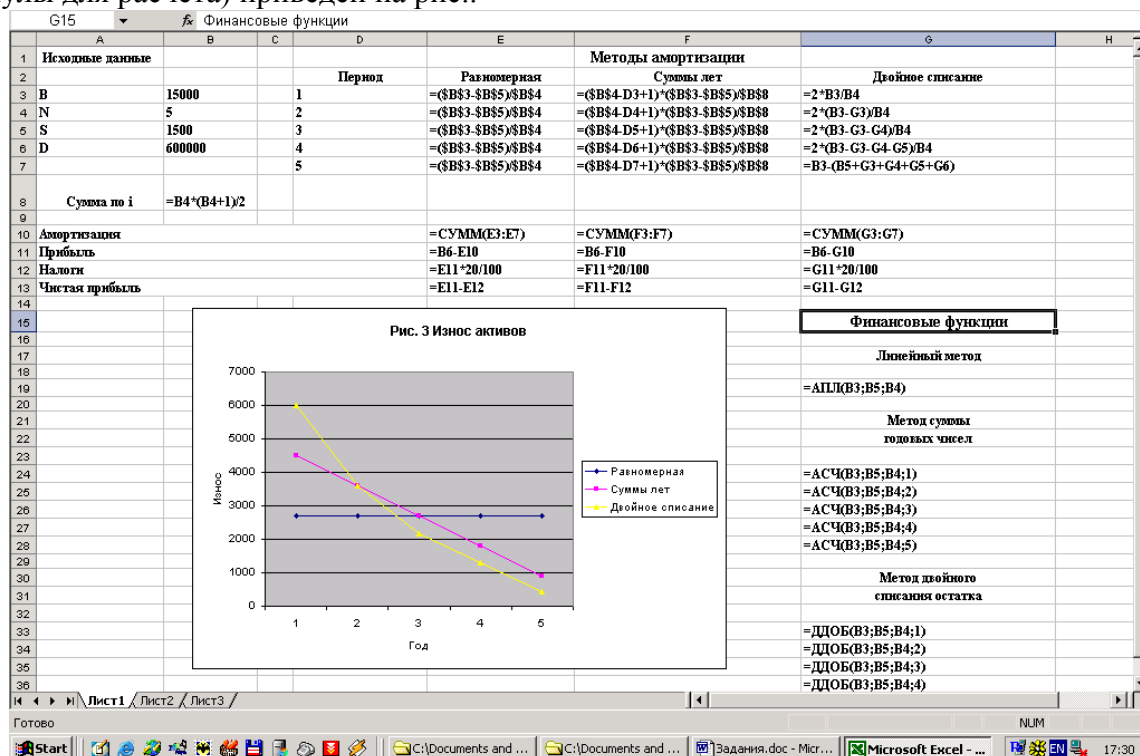 улы для расчета) приведен на рис..
G15 fx Финансовые функции
A B C D E F G H
1 Исходные данные Методы амортизации
2 Период Равномерная Суммы лет Двойное списание
3 B 15000 1 =($B$3-$B$5)/$B$4 =($B$4-D3+1)*($B$3-$B$5)/$B$8 =2*B3/B4
4 N 5 2 =($B$3-$B$5)/$B$4 =($B$4-D4+1)*($B$3-$B$5)/$B$8 =2*(B3-G3)/B4
5 S 1500 3 =($B$3-$B$5)/$B$4 =($B$4-D5+1)*($B$3-$B$5)/$B$8 =2*(B3-G3-G4)/B4
6 D 600000 4 =($B$3-$B$5)/$B$4 =($B$4-D6+1)*($B$3-$B$5)/$B$8 =2*(B3-G3-G4-G5)/B4
7 5 =($B$3-$B$5)/$B$4 =($B$4-D7+1)*($B$3-$B$5)/$B$8 =B3-(B5+G3+G4+G5+G6)
8 Сумма по i =B4*(B4+1)/2
9
10 Амортизация =СУММ(E3:E7) =СУММ(F3:F7) =СУММ(G3:G7)
11 Прибыль =B6-E10 =B6-F10 =B6-G10
12 Налоги =E11*20/100 =F11*20/100 =G11*20/100
13 Чистая прибыль =E11-E12 =F11-F12 =G11-G12
14
15 Финансовые функции
Рис. 3 Износ активов
16
17 Линейный метод
18
7000
19 =АПЛ(B3;B5;B4)
20
6000
21 Метод суммы
22 годовых чисел
5000
23
24 =АСЧ(B3;B5;B4;1)
4000
Равномерная
25 =АСЧ(B3;B5;B4;2)
Износ
Суммы лет
26 =АСЧ(B3;B5;B4;3)
3000
Двойное списание
27 =АСЧ(B3;B5;B4;4)
28 =АСЧ(B3;B5;B4;5)
2000
29
30 Метод двойного
1000
31 списания остатка
0
32
1 2 3 4 5
33 =ДДОБ(B3;B5;B4;1)
Год
34 =ДДОБ(B3;B5;B4;2)
35 =ДДОБ(B3;B5;B4;3)
36 =ДДОБ(B3;B5;B4;4)
Лист1 Лист2 Лист3
Готово NUM
Start C:\Documents and ... C:\Documents and ... Задания.doc - Micr... Microsoft Excel - ... EN 17:30